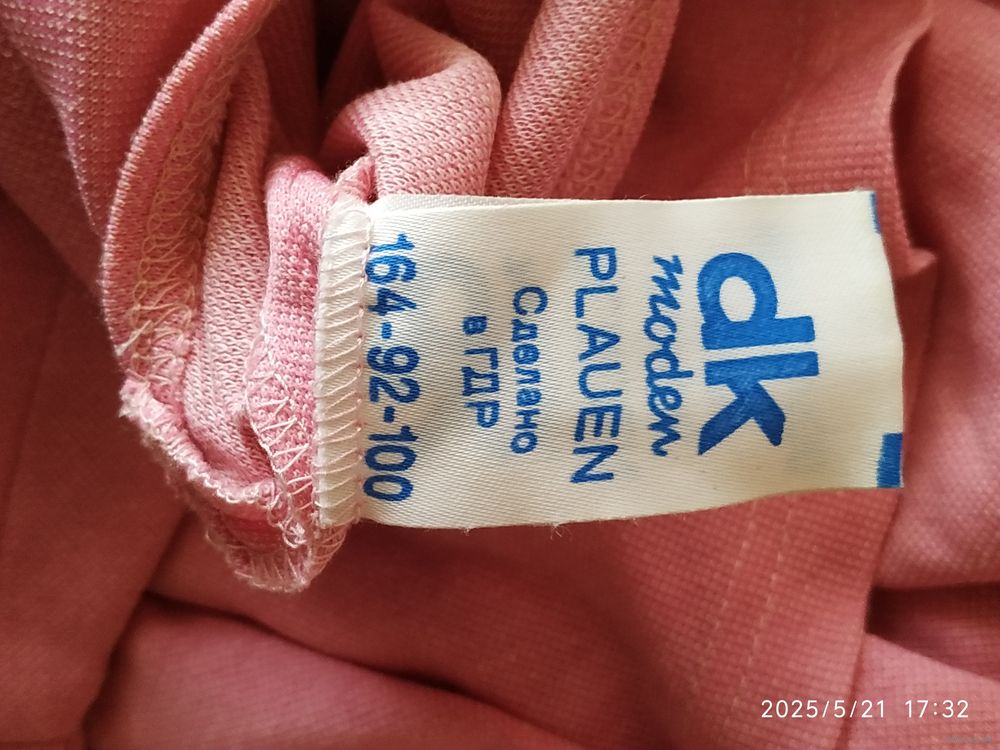 dk
moden
PLAUEN
Сделано
в ГДР
164-92-100
2025/5/21 17:32